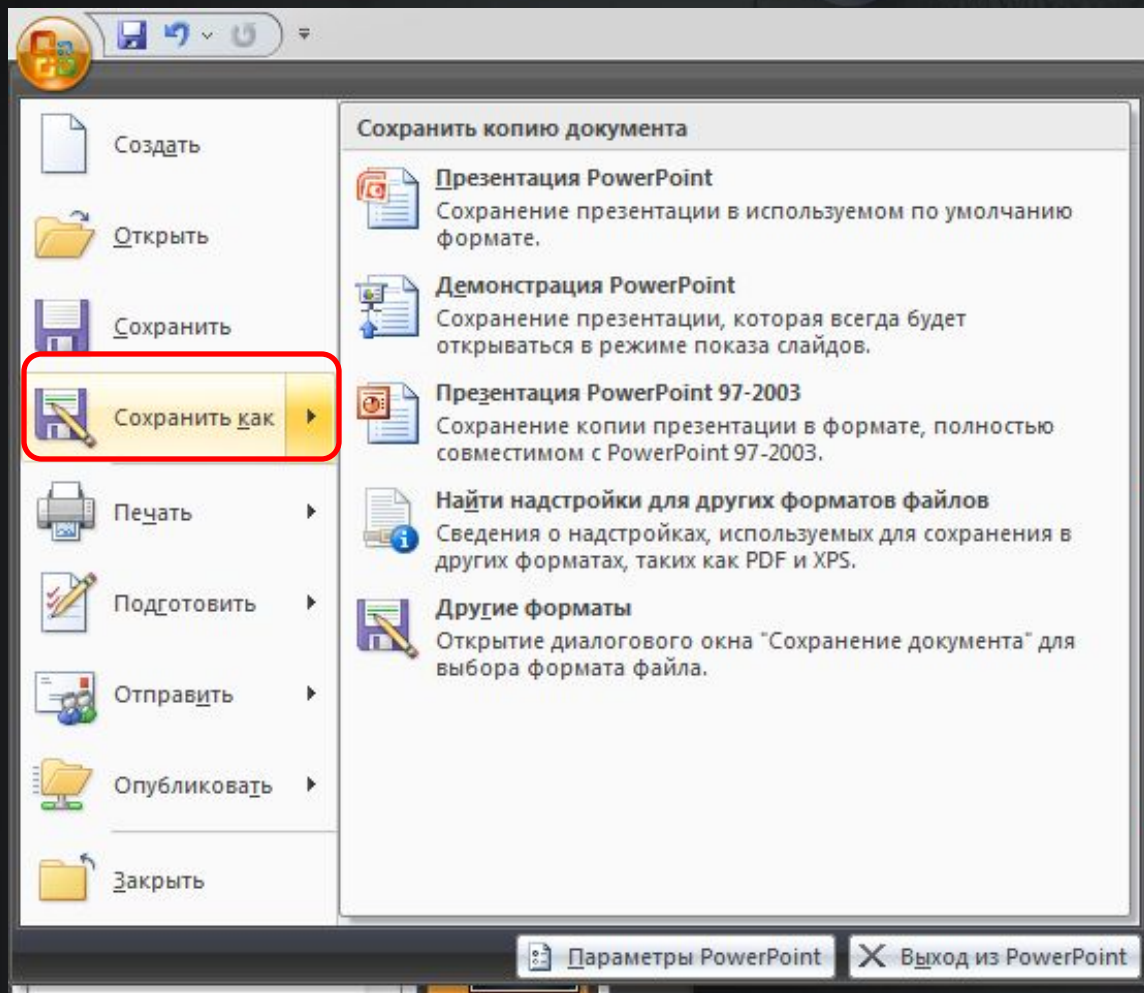 Создать
Открыть
Сохранить
Сохранить как
Печать
Подготовить
Отправить
Опубликовать
Закрыть
Сохранить копию документа
Презентация PowerPoint
Сохранение презентации в используемом по умолчанию
формате.
Демонстрация PowerPoint
Сохранение презентации, которая всегда будет
открываться в режиме показа слайдов.
Презентация PowerPoint 97-2003
Сохранение копии презентации в формате, полностью
совместимом с PowerPoint 97-2003.
Найти надстройки для других форматов файлов
Сведения о надстройках, используемых для сохранения в
других форматах, таких как PDF и XPS.
Другие форматы
Открытие диалогового окна "Сохранение документа" для
выбора формата файла.
Параметры PowerPoint
Выход из PowerPoint